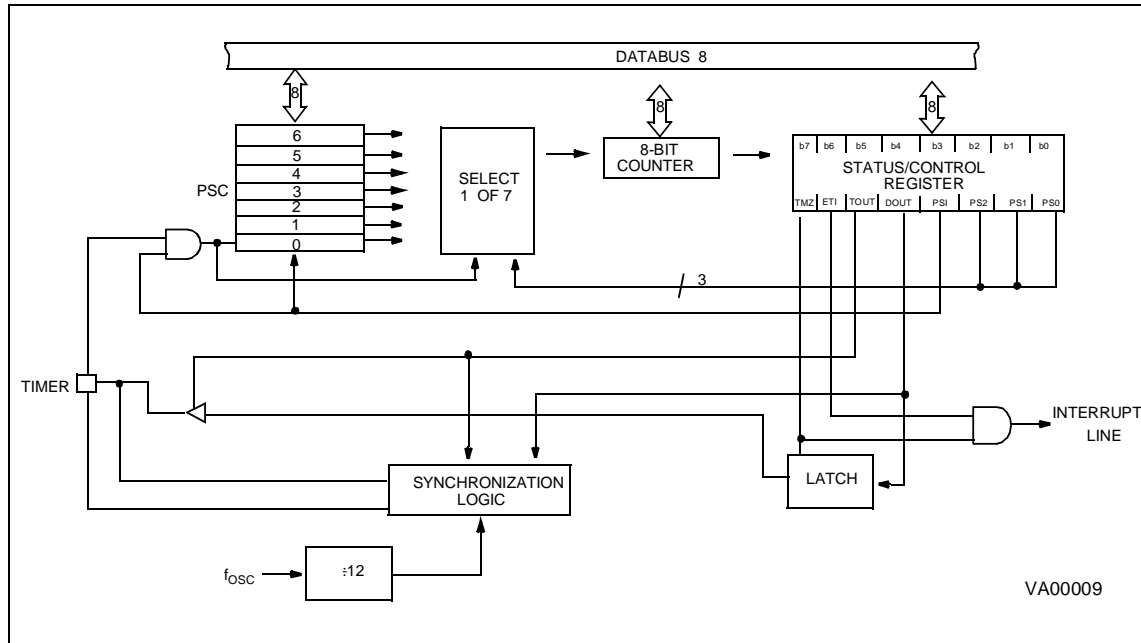 DATABUS 8
8
8
8
6
5
4
3
2
1
0
PSC
SELECT
1 OF 7
8-BIT
COUNTER
b7 b6 b5 b4 b3 b2 b1 b0
STATUS/CONTROL
REGISTER
TMZ ETI TOUT DOUT PSI PS2 PS1 PS0
3
TIMER
INTERRUPT
LINE
SYNCHRONIZATION
LOGIC
LATCH
fOSC
÷12
VA00009